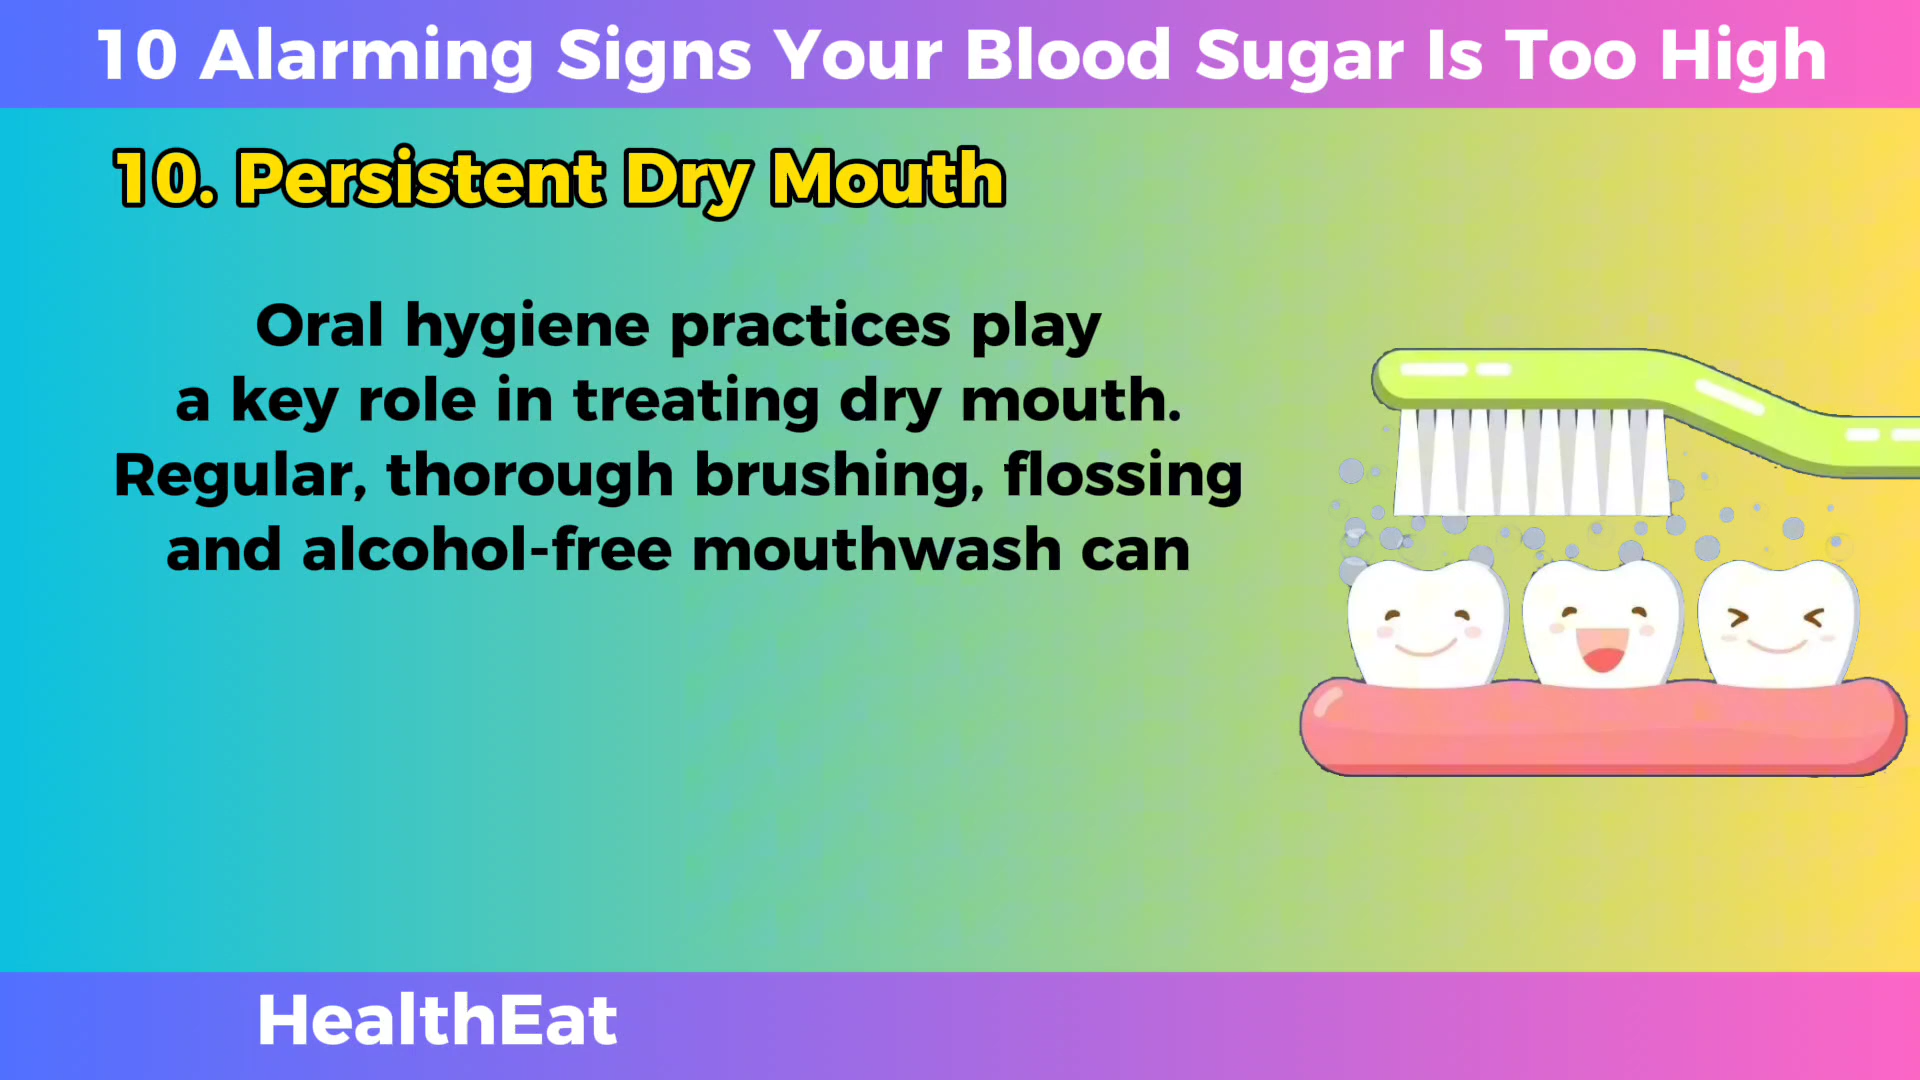 10 Alarming Signs Your Blood Sugar Is Too High
10. Persistent Dry Mouth
Oral hygiene practices play
a key role in treating dry mouth.
Regular, thorough brushing, flossing
and alcohol-free mouthwash can
HealthEat